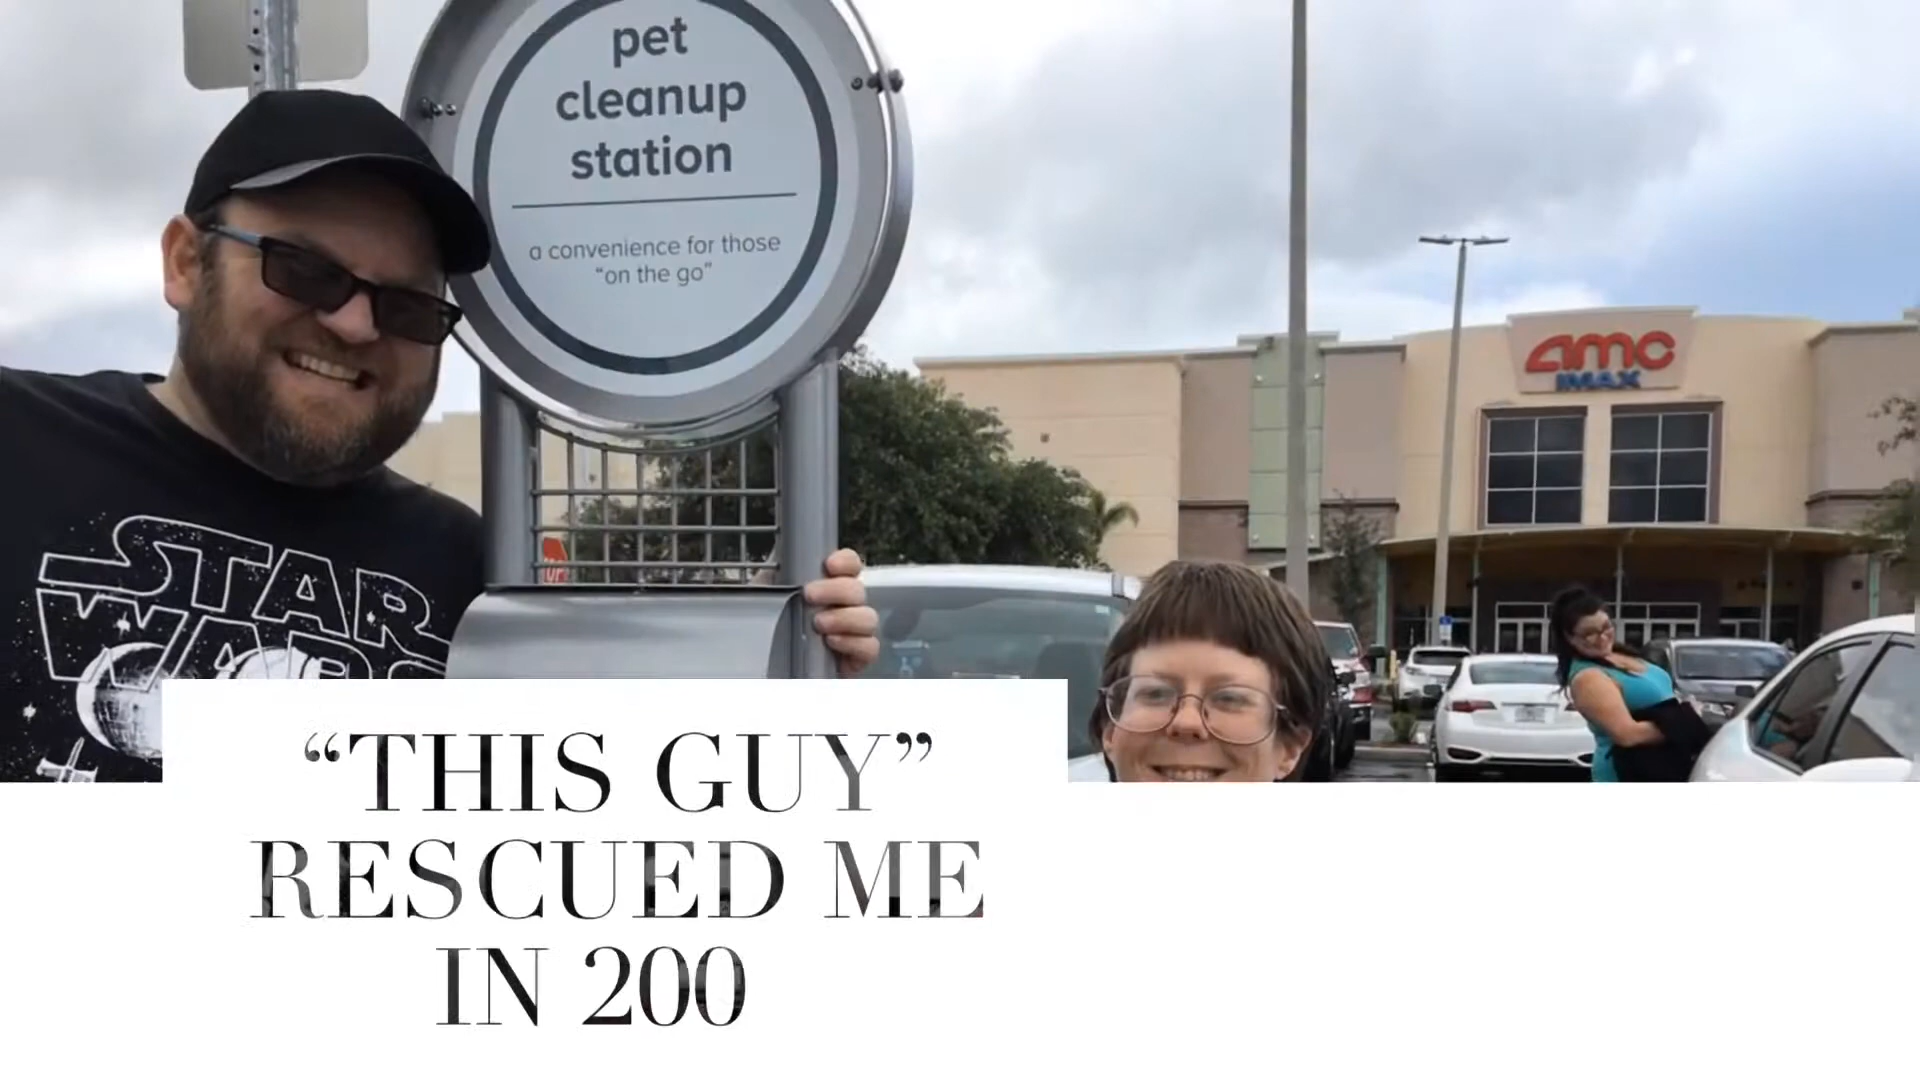 pet
cleanup
station
a convenience for those
“on the go”
amc
IMAX
STAR
WARS
“THIS GUY”
RESCUED ME
IN 200